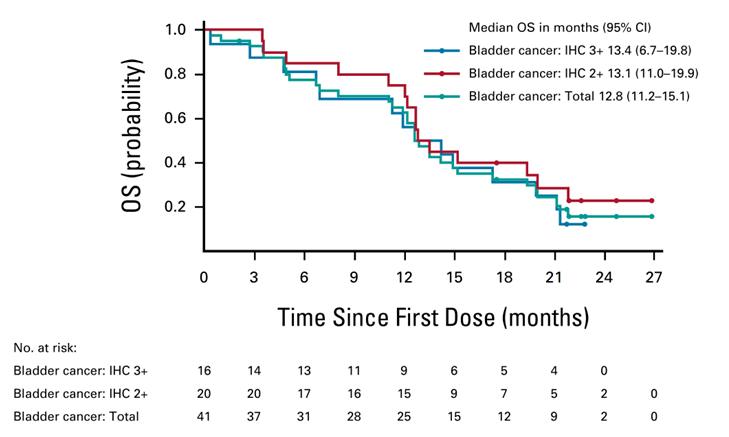 Median OS in months (95% CI)
Bladder cancer: IHC 3+ 13.4 (6.7–19.8)
Bladder cancer: IHC 2+ 13.1 (11.0–19.9)
Bladder cancer: Total 12.8 (11.2–15.1)
OS (probability)
1.0
0.8
0.6
0.4
0.2
0 3 6 9 12 15 18 21 24 27
Time Since First Dose (months)
No. at risk:
Bladder cancer: IHC 3+ 16 14 13 11 9 6 5 4 0
Bladder cancer: IHC 2+ 20 20 17 16 15 9 7 5 2 0
Bladder cancer: Total 41 37 31 28 25 15 12 9 2 0